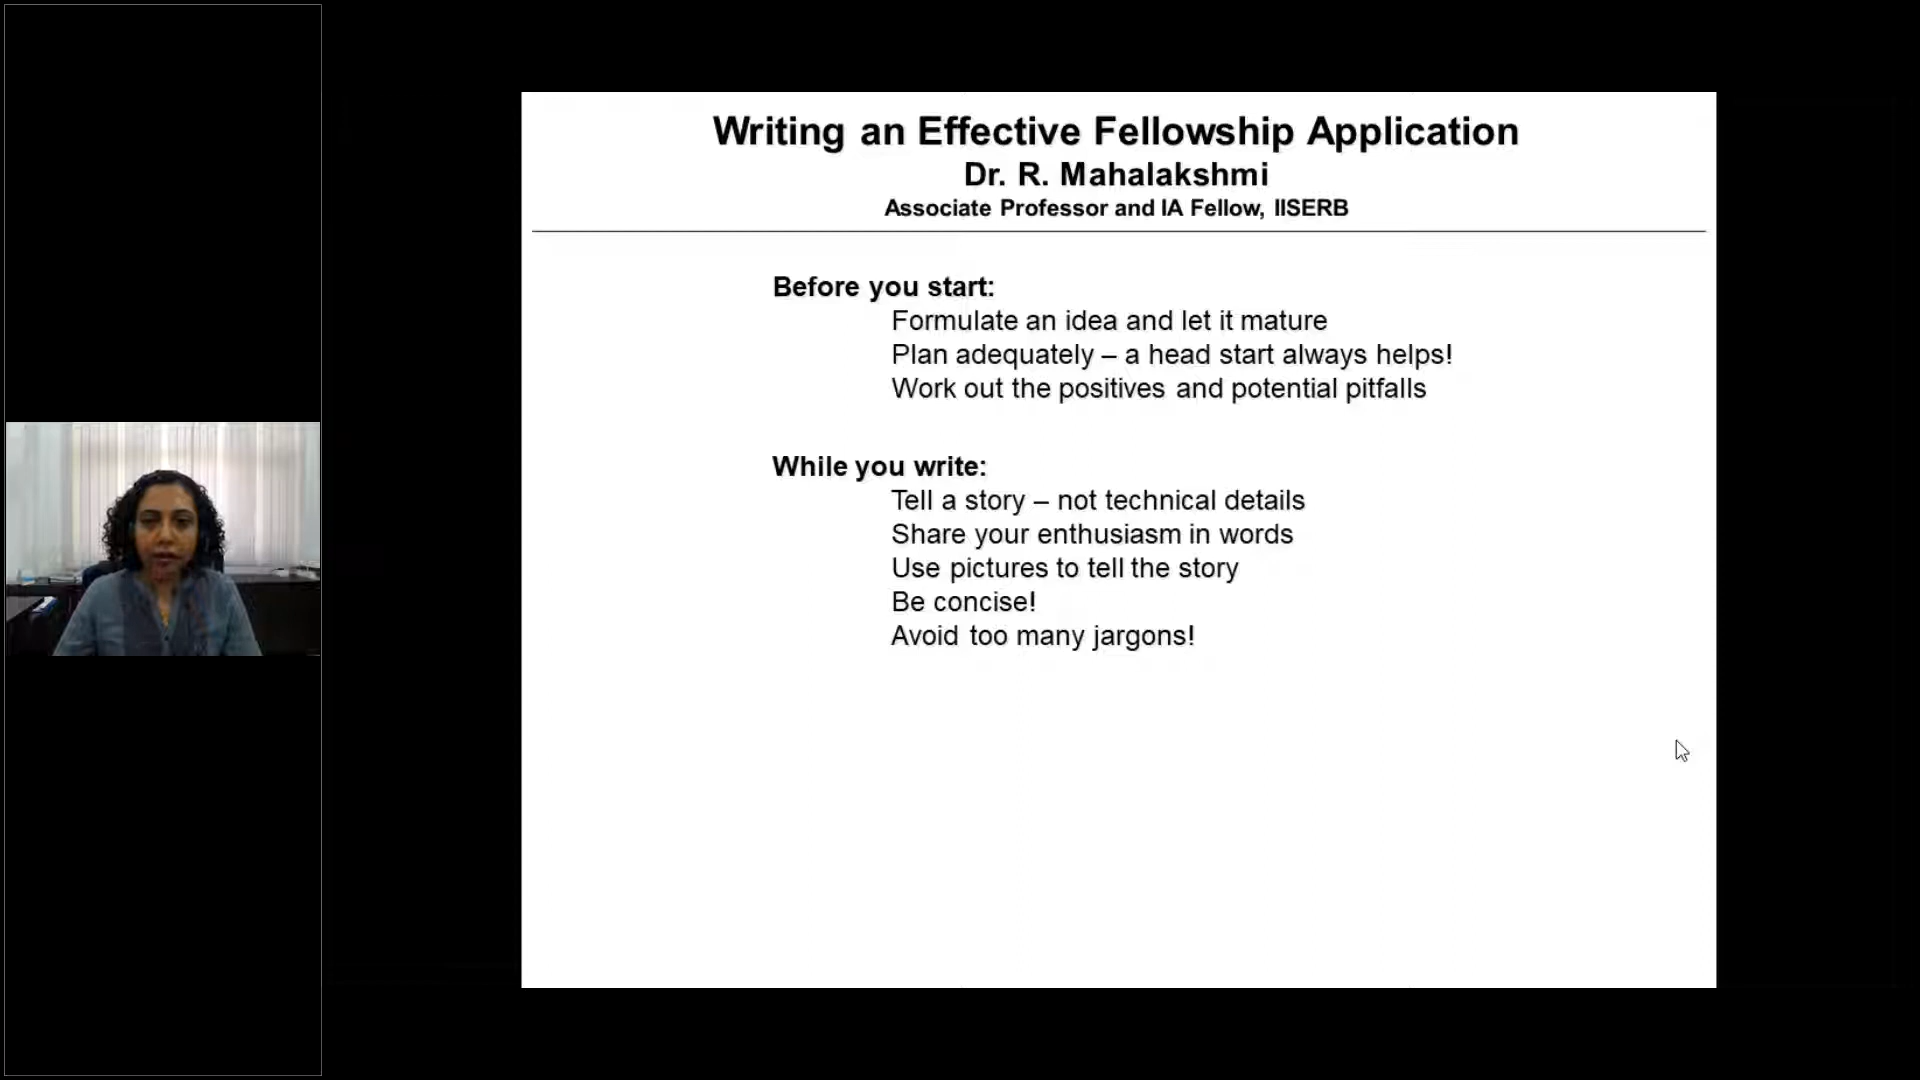 Writing an Effective Fellowship Application
Dr. R. Mahalakshmi
Associate Professor and IA Fellow, IISERB
Before you start:
Formulate an idea and let it mature
Plan adequately – a head start always helps!
Work out the positives and potential pitfalls
While you write:
Tell a story – not technical details
Share your enthusiasm in words
Use pictures to tell the story
Be concise!
Avoid too many jargons!